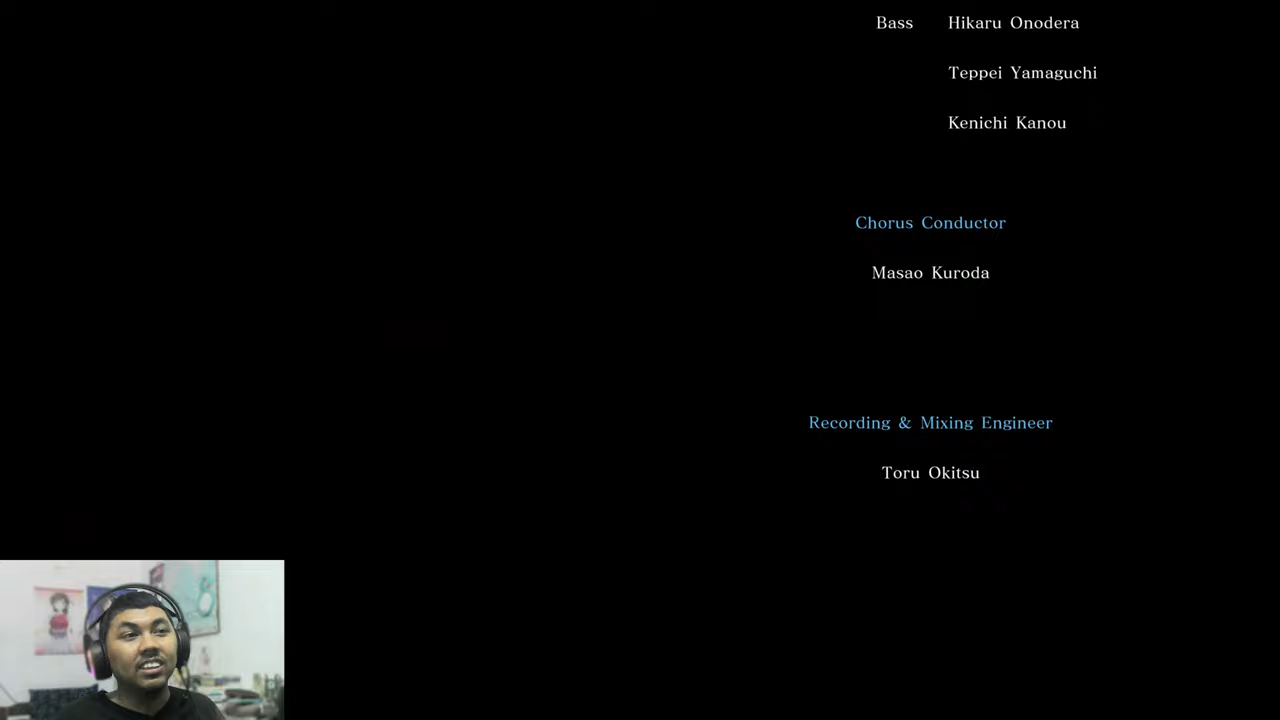 Bass Hikaru Onodera
Teppei Yamaguchi
Kenichi Kanou
Chorus Conductor
Masao Kuroda
Recording & Mixing Engineer
Toru Okitsu